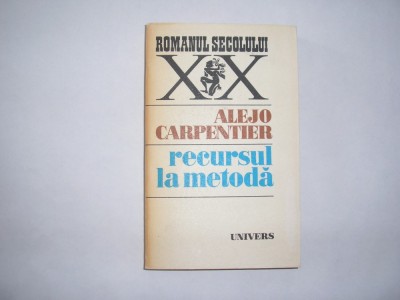 ROMANUL SECOLULUI
XX
ALEJO
CARPENTIER
recursul
la metodă
UNIVERS